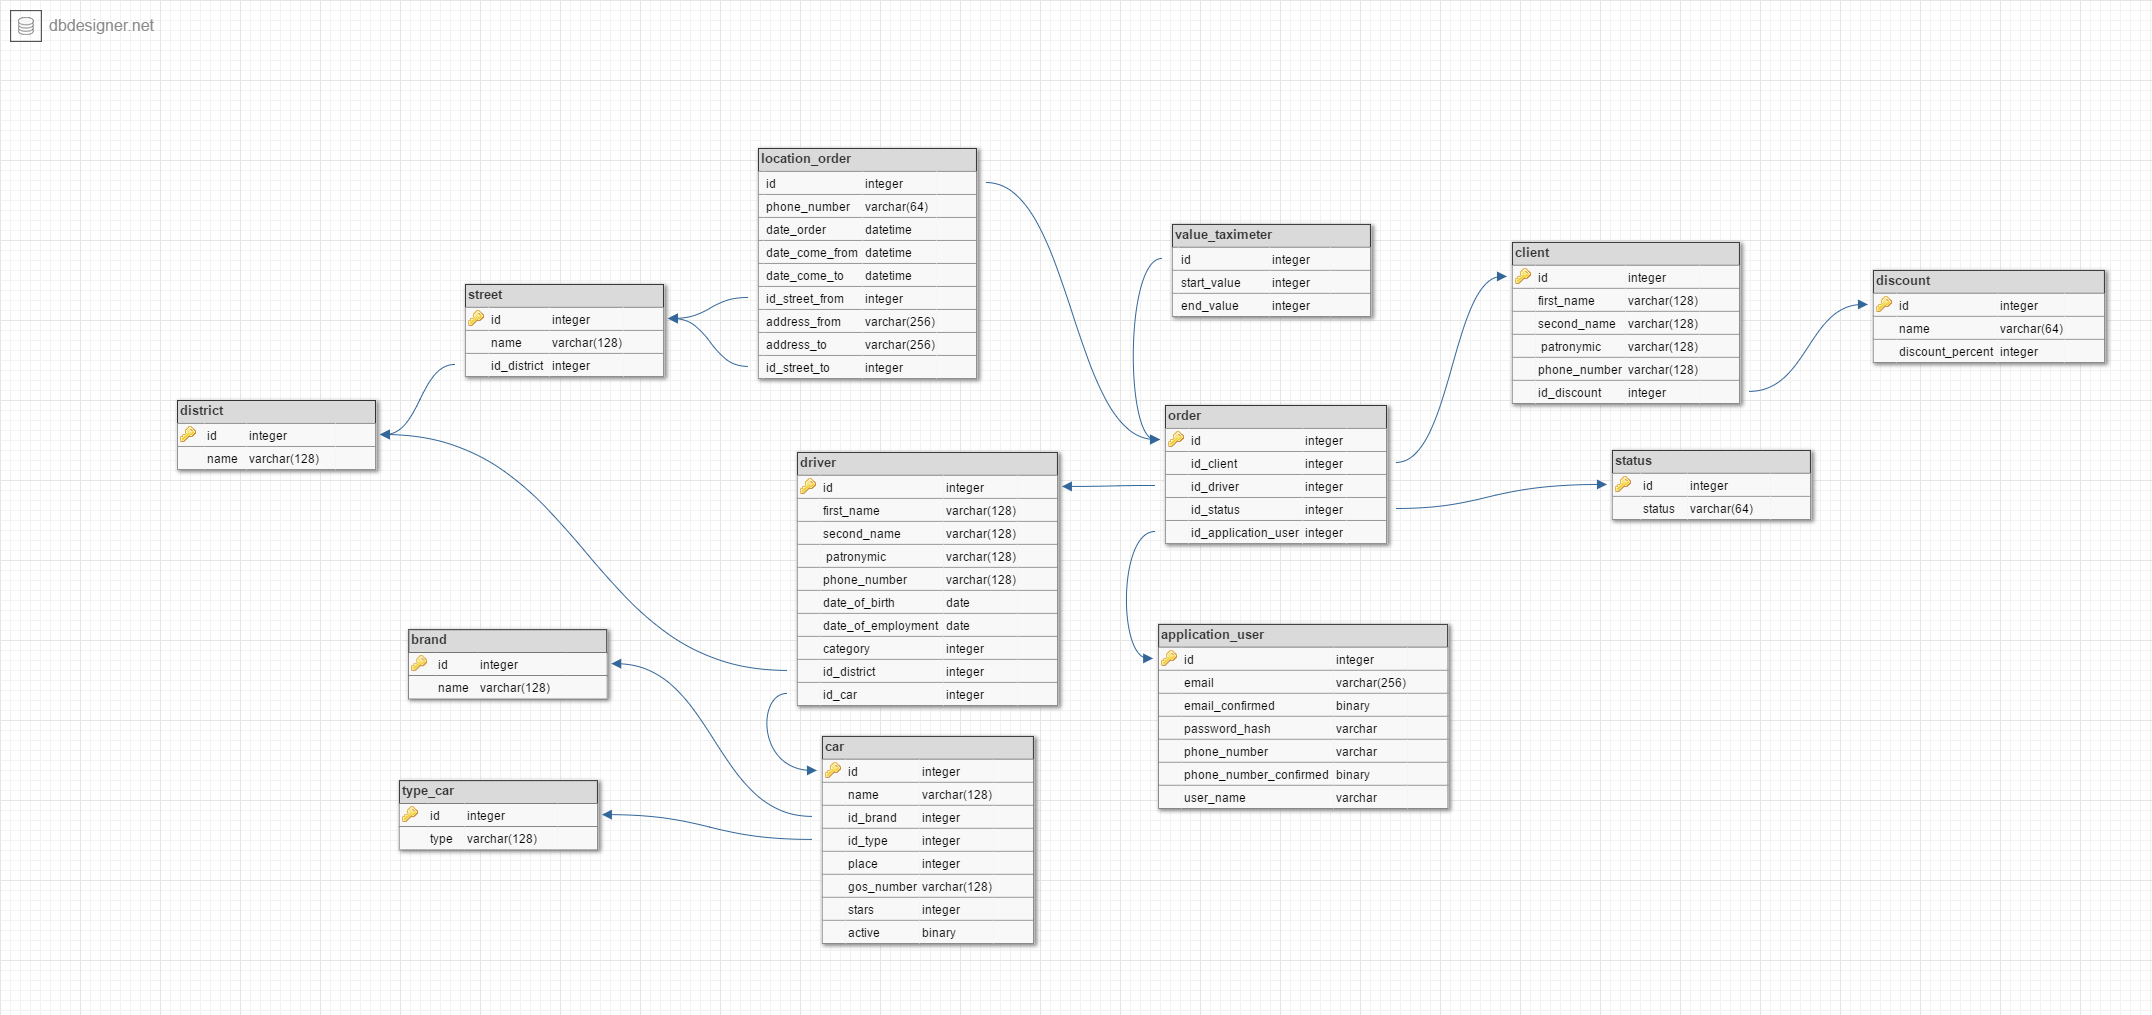 dbdesigner.net
location_order
id integer
phone_number varchar(64)
date_order datetime
date_come_from datetime
date_come_to datetime
id_street_from integer
address_from varchar(256)
address_to varchar(256)
id_street_to integer
value_taximeter
id integer
start_value integer
end_value integer
client
id integer
first_name varchar(128)
second_name varchar(128)
patronymic varchar(128)
phone_number varchar(128)
id_discount integer
discount
id integer
name varchar(64)
discount_percent integer
street
id integer
name varchar(128)
id_district integer
district
id integer
name varchar(128)
order
id integer
id_client integer
id_driver integer
id_status integer
id_application_user integer
status
id integer
status varchar(64)
driver
id integer
first_name varchar(128)
second_name varchar(128)
patronymic varchar(128)
phone_number varchar(128)
date_of_birth date
date_of_employment date
category integer
id_district integer
id_car integer
brand
id integer
name varchar(128)
application_user
id integer
email varchar(256)
email_confirmed binary
password_hash varchar
phone_number varchar
phone_number_confirmed binary
user_name varchar
type_car
id integer
type varchar(128)
car
id integer
name varchar(128)
id_brand integer
id_type integer
place integer
gos_number varchar(128)
stars integer
active binary